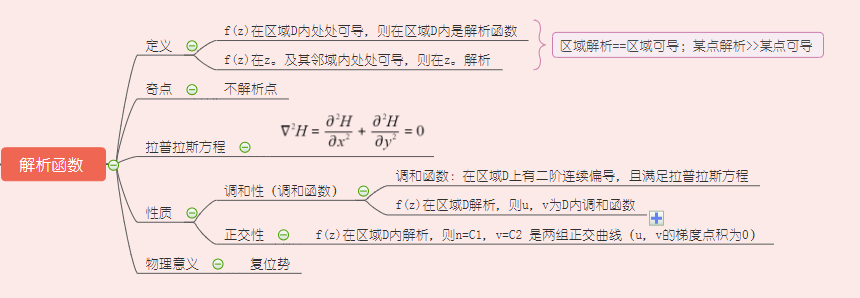 解析函数
定义
f(z)在区域D内处处可导，则在区域D内是解析函数
f(z)在z。及其邻域内处处可导，则在z。解析
区域解析==区域可导；某点解析>>某点可导
奇点
不解析点
拉普拉斯方程
∇²H = ∂²H/∂x² + ∂²H/∂y² = 0
性质
调和性（调和函数）
调和函数：在区域D上有二阶连续偏导，且满足拉普拉斯方程
f(z)在区域D解析，则u，v为D内调和函数
正交性
f(z)在区域D内解析，则n=C1，v=C2 是两组正交曲线（u，v的梯度点积为0）
物理意义
复位势